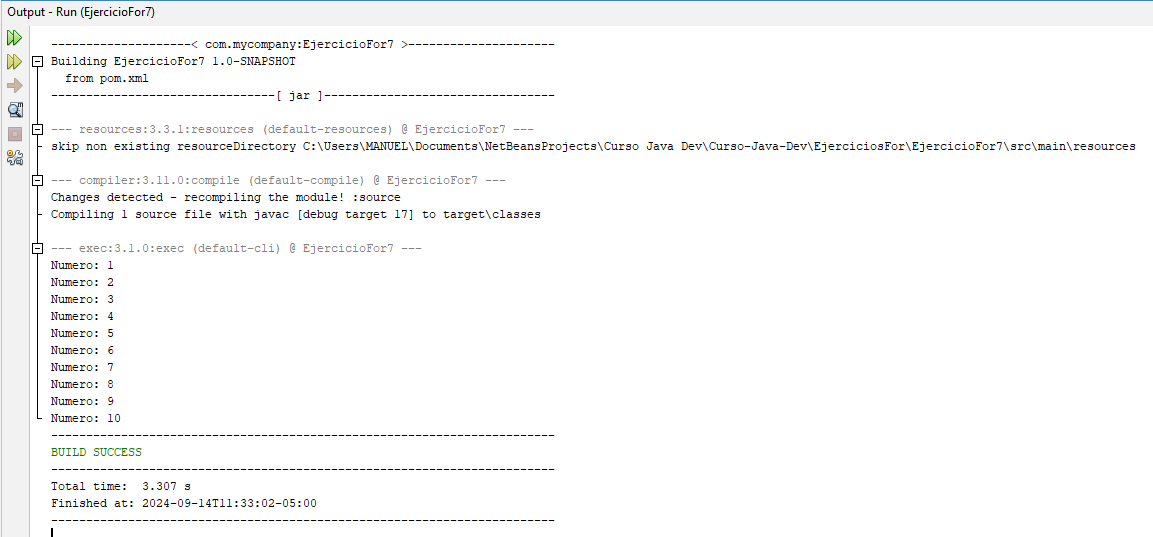 Output - Run (EjercicioFor7)
--------------------< com.mycompany:EjercicioFor7 >---------------------
Building EjercicioFor7 1.0-SNAPSHOT
  from pom.xml
--------------------------------[ jar ]---------------------------------
--- resources:3.3.1:resources (default-resources) @ EjercicioFor7 ---
skip non existing resourceDirectory C:\Users\MANUEL\Documents\NetBeansProjects\Curso Java Dev\Curso-Java-Dev\EjerciciosFor\EjercicioFor7\src\main\resources
--- compiler:3.11.0:compile (default-compile) @ EjercicioFor7 ---
Changes detected - recompiling the module! :source
Compiling 1 source file with javac [debug target 17] to target\classes
--- exec:3.1.0:exec (default-cli) @ EjercicioFor7 ---
Numero: 1
Numero: 2
Numero: 3
Numero: 4
Numero: 5
Numero: 6
Numero: 7
Numero: 8
Numero: 9
Numero: 10
------------------------------------------------------------------------
BUILD SUCCESS
------------------------------------------------------------------------
Total time:  3.307 s
Finished at: 2024-09-14T11:33:02-05:00
------------------------------------------------------------------------